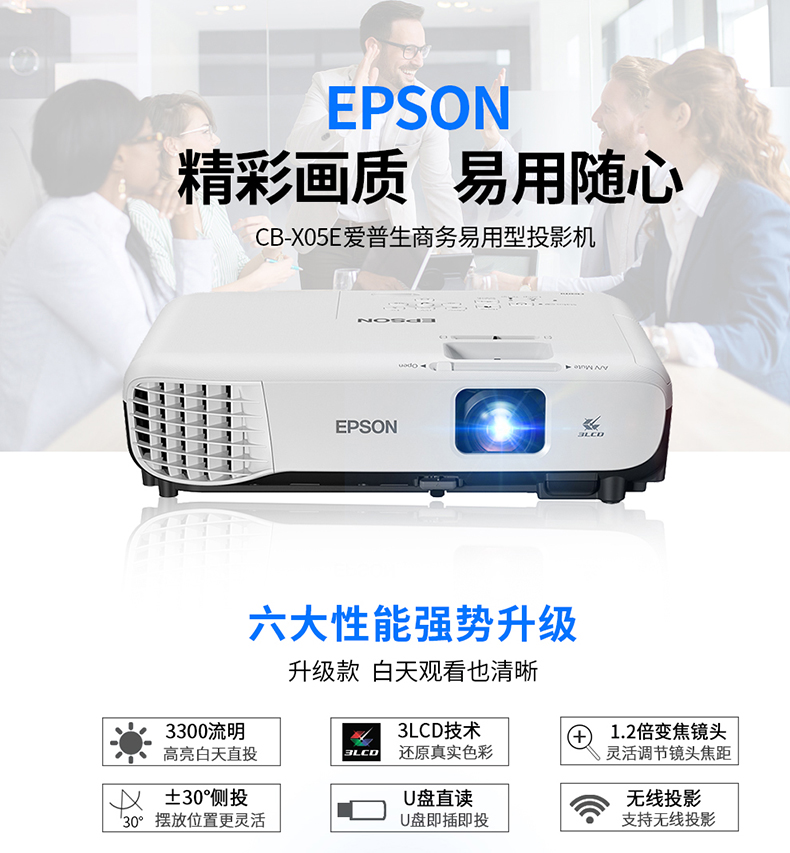 EPSON
精彩画质 易用随心
CB-X05E爱普生商务易用型投影机
EPSON
Open
A/V Mute
EPSON
3LCD
六大性能强势升级
升级款 白天观看也清晰
3300流明
高亮白天直投
3LCD
3LCD技术
还原真实色彩
1.2倍变焦镜头
灵活调节镜头焦距
30°
±30°侧投
摆放位置更灵活
U盘直读
U盘即插即投
无线投影
支持无线投影